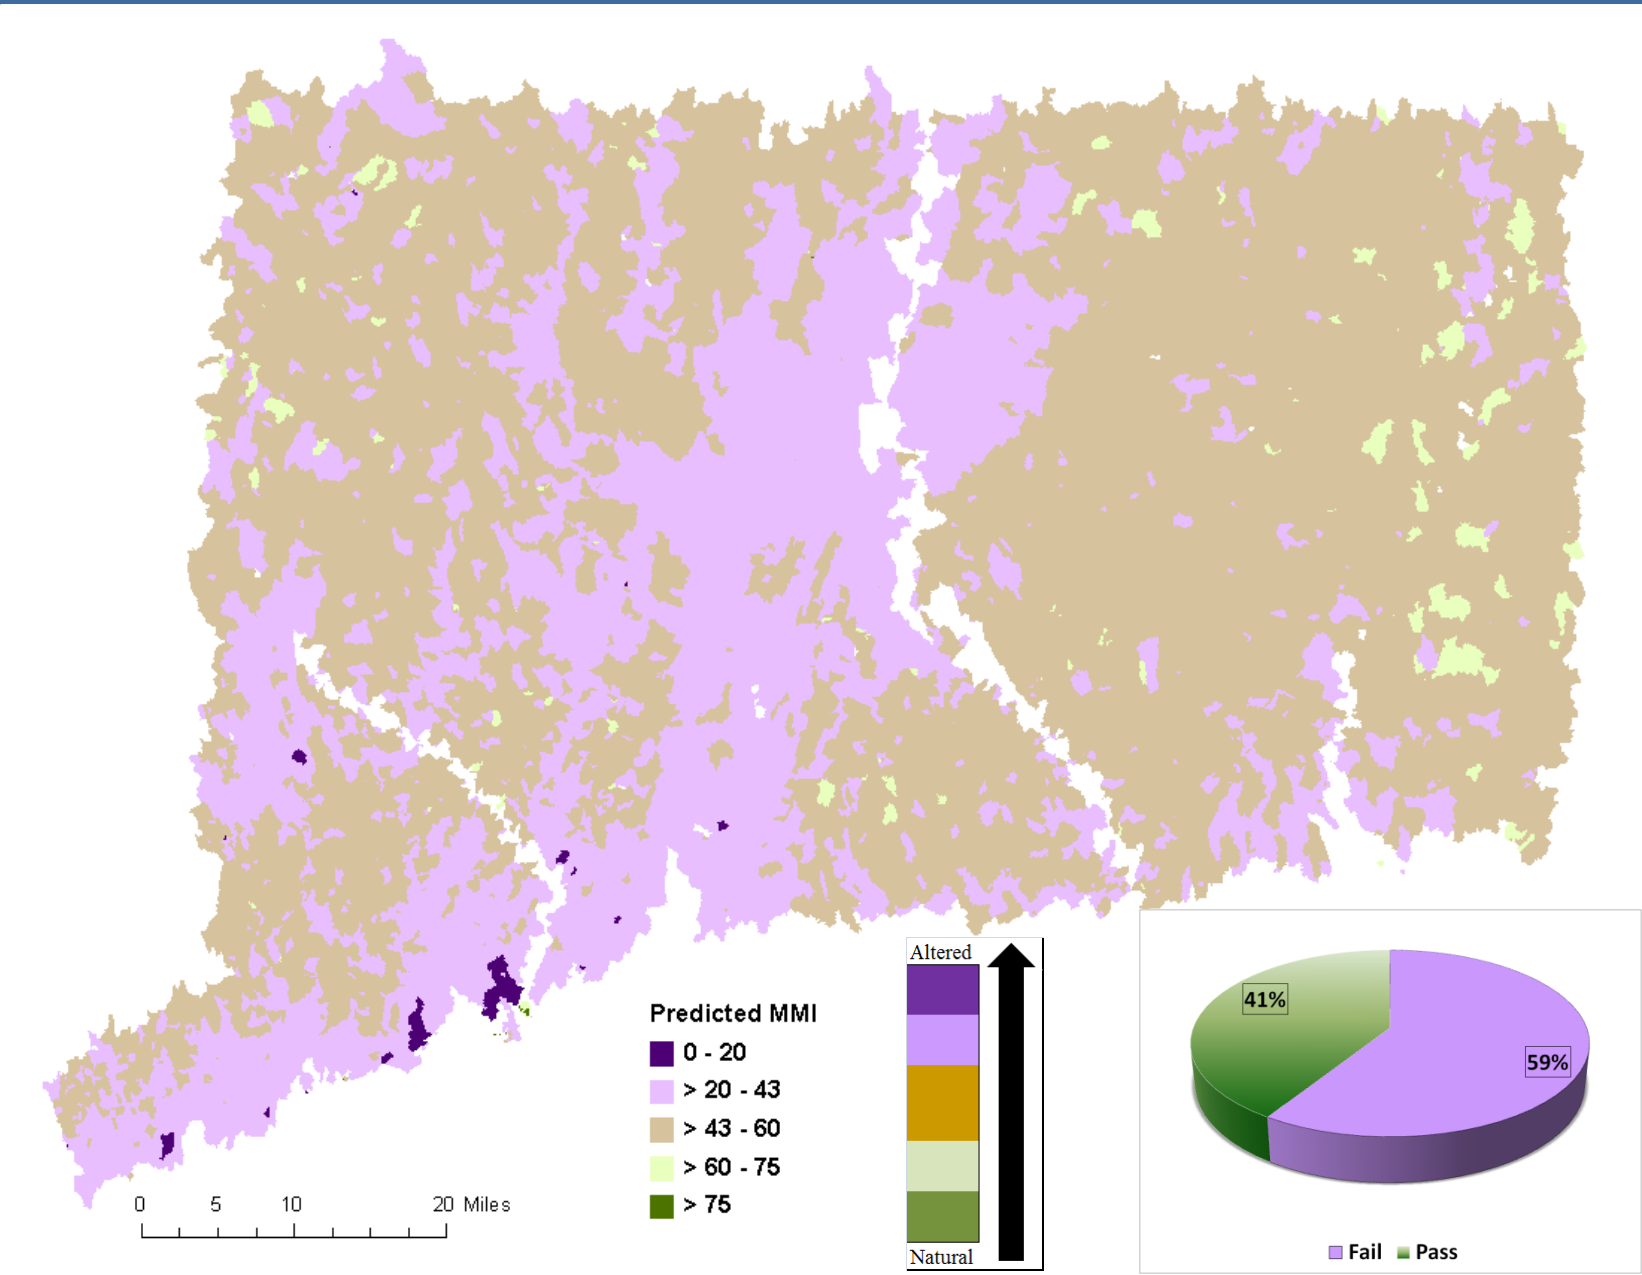 Predicted MMI
0 - 20
> 20 - 43
> 43 - 60
> 60 - 75
> 75
0 5 10 20 Miles
Altered
Natural
41%
59%
Fail Pass